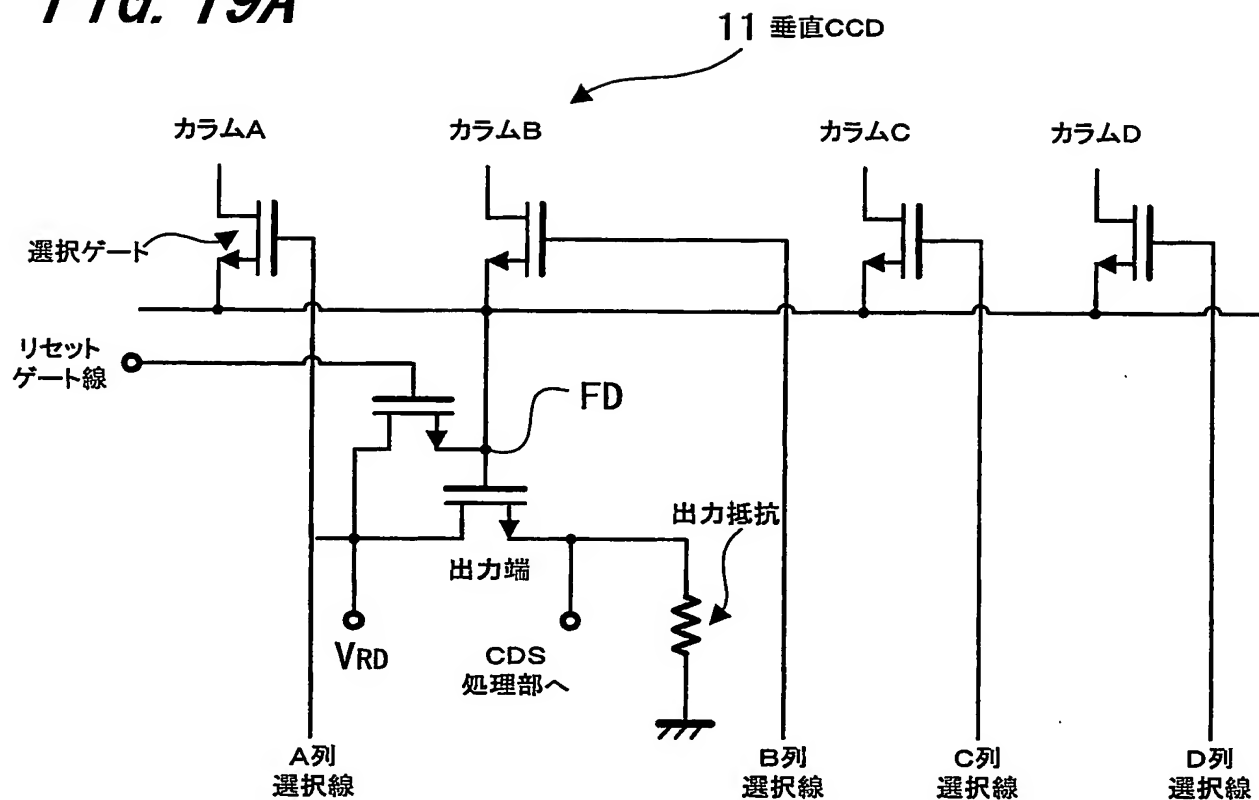 FIG. 19A
11 垂直CCD
カラムA
カラムB
カラムC
カラムD
選択ゲート
リセット
ゲート線
FD
出力抵抗
出力端
VRD
CDS
処理部へ
A列
選択線
B列
選択線
C列
選択線
D列
選択線